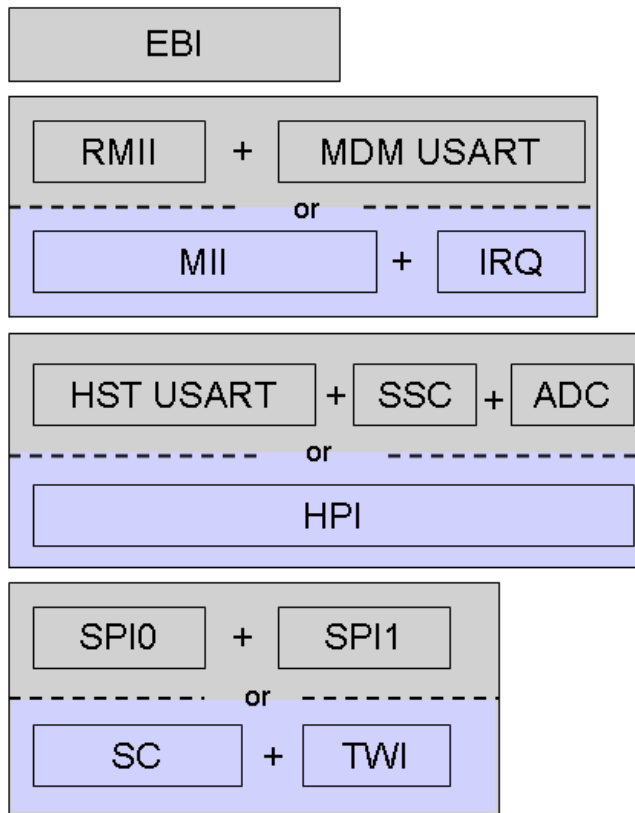 EBI
RMII + MDM USART
or
MII + IRQ
HST USART + SSC + ADC
or
HPI
SPI0 + SPI1
or
SC + TWI